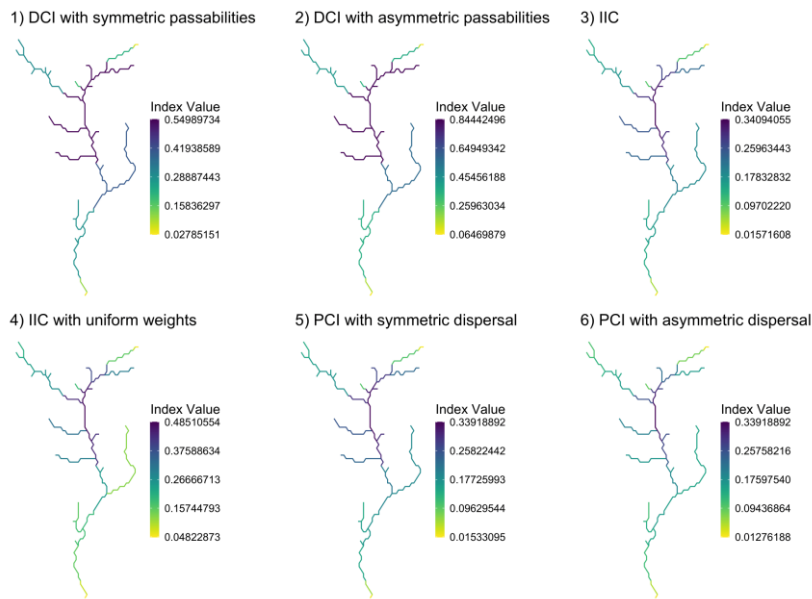 1) DCI with symmetric passabilities
2) DCI with asymmetric passabilities
3) IIC
Index Value
0.54989734
0.41938589
0.28887443
0.15836297
0.02785151
Index Value
0.84442496
0.64949342
0.45456188
0.25963034
0.06469879
Index Value
0.34094055
0.25963443
0.17832832
0.09702220
0.01571608
4) IIC with uniform weights
5) PCI with symmetric dispersal
6) PCI with asymmetric dispersal
Index Value
0.48510554
0.37588634
0.26666713
0.15744793
0.04822873
Index Value
0.33918892
0.25822442
0.17725993
0.09629544
0.01533095
Index Value
0.33918892
0.25758216
0.17597540
0.09436864
0.01276188